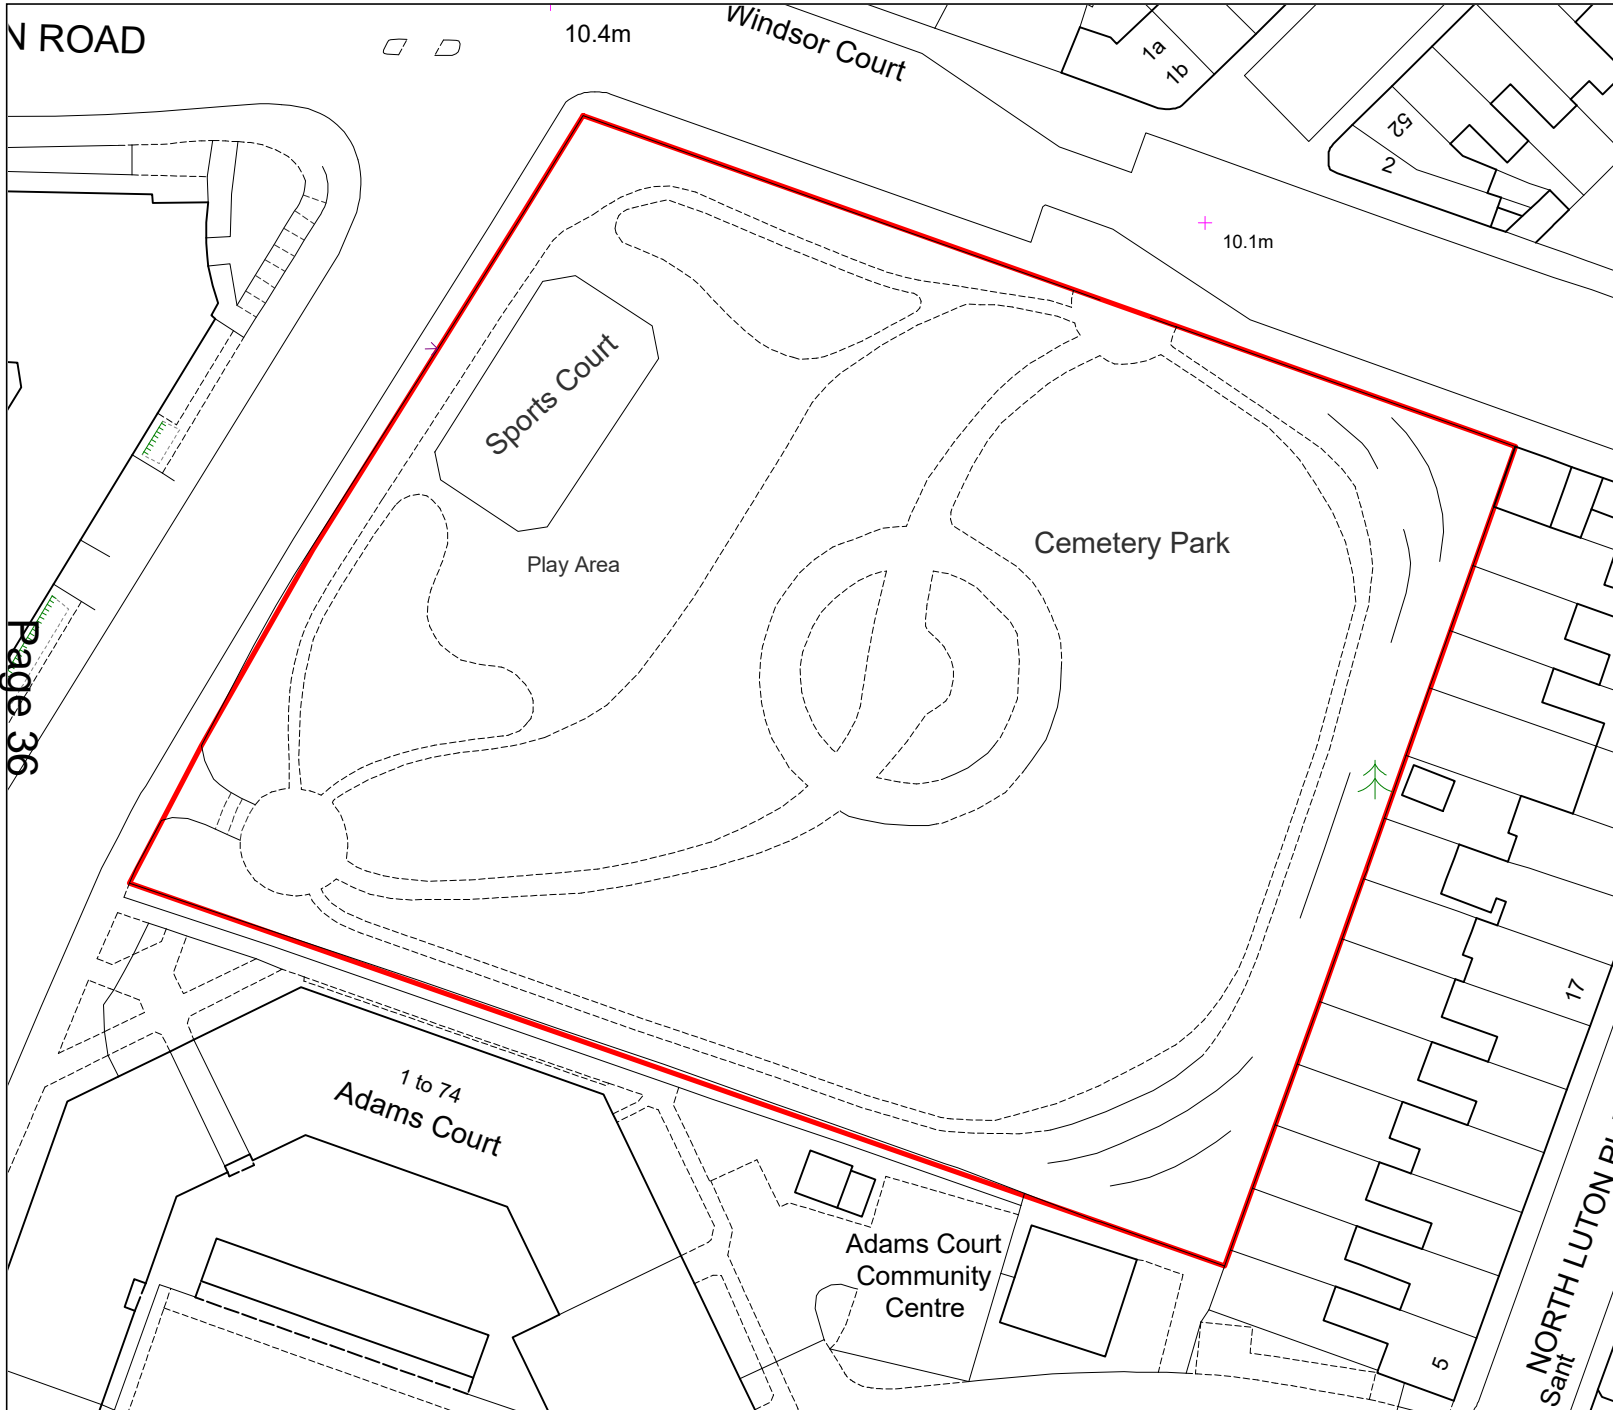 N ROAD
10.4m
Windsor Court
1a
1b
52
2
10.1m
Sports Court
Cemetery Park
Play Area
Page 36
17
1 to 74
Adams Court
Adams Court
Community
Centre
NORTH LUTON
Sant
5